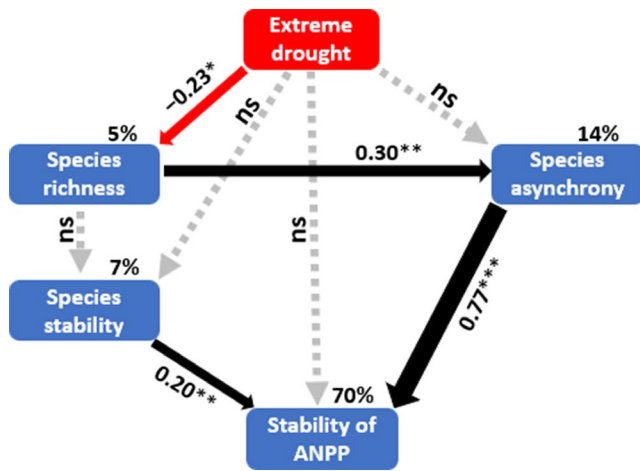 Extreme
drought
−0.23*
ns
ns
5%
14%
Species
richness
0.30**
Species
asynchrony
ns
ns
7%
Species
stability
0.77***
0.20**
70%
Stability of
ANPP